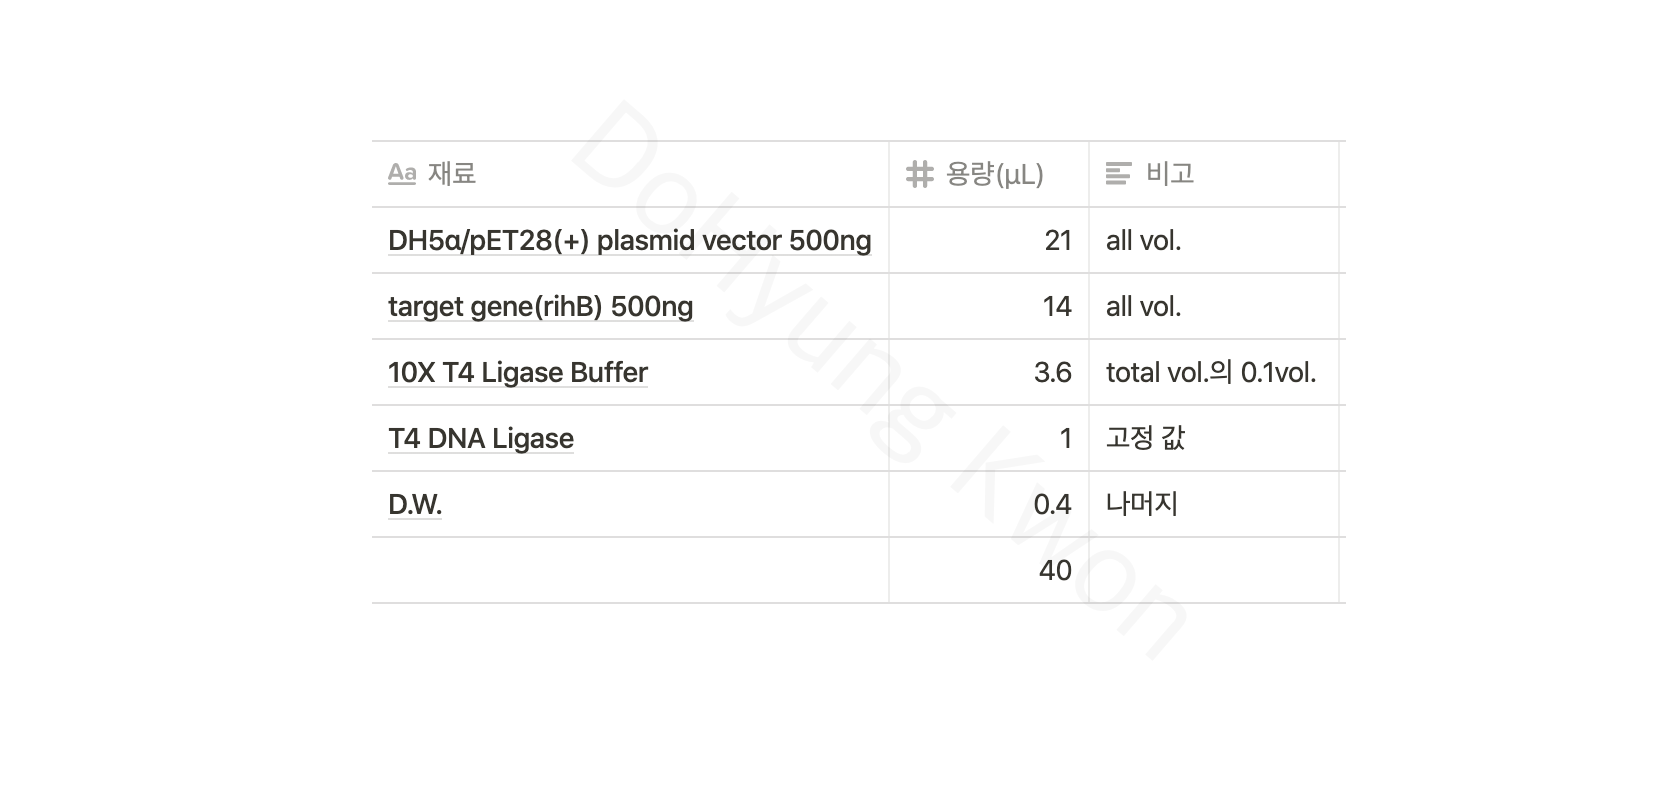 Aa 재료 용량(μL) 비고
DH5α/pET28(+) plasmid vector 500ng 21 all vol.
target gene(rihB) 500ng 14 all vol.
10X T4 Ligase Buffer 3.6 total vol.의 0.1vol.
T4 DNA Ligase 1 고정 값
D.W. 0.4 나머지
40
DoHyung Kwon